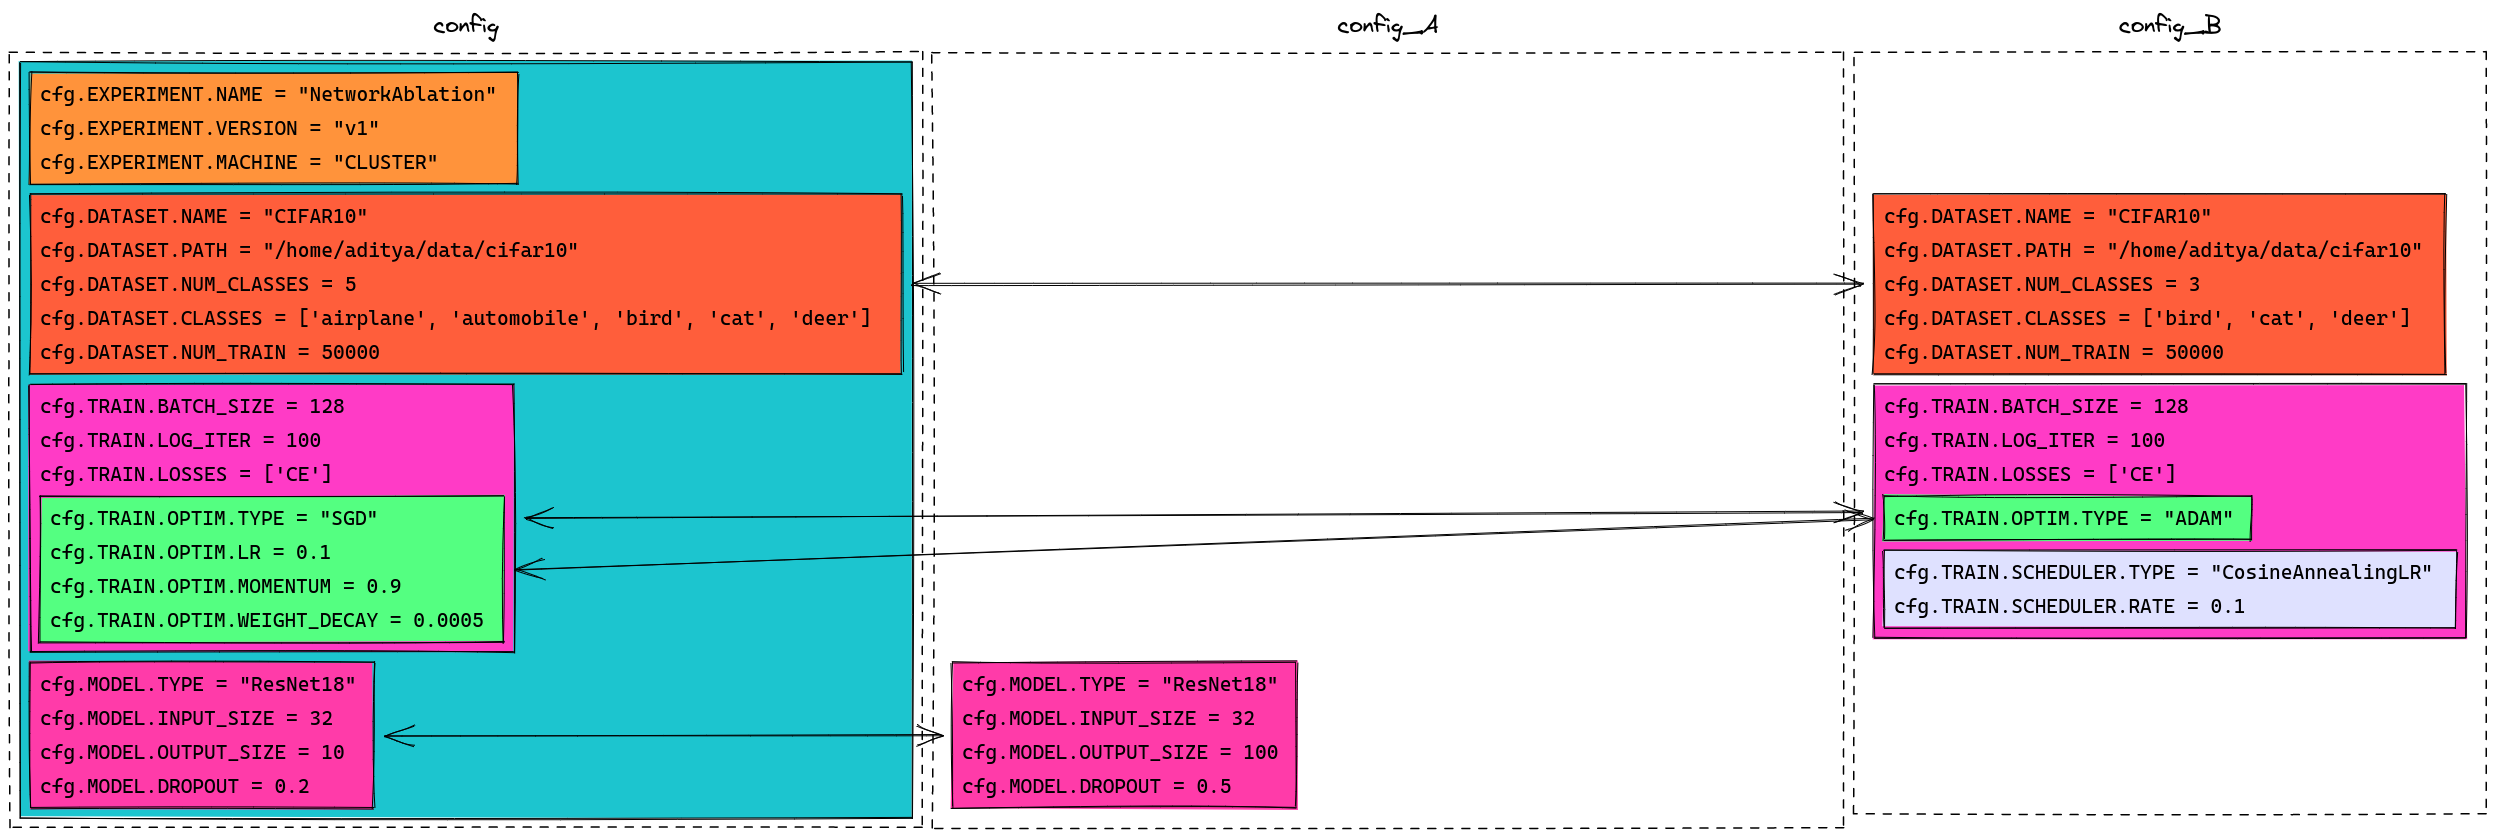 config
cfg.EXPERIMENT.NAME = "NetworkAblation"
cfg.EXPERIMENT.VERSION = "v1"
cfg.EXPERIMENT.MACHINE = "CLUSTER"
cfg.DATASET.NAME = "CIFAR10"
cfg.DATASET.PATH = "/home/aditya/data/cifar10"
cfg.DATASET.NUM_CLASSES = 5
cfg.DATASET.CLASSES = ['airplane', 'automobile', 'bird', 'cat', 'deer']
cfg.DATASET.NUM_TRAIN = 50000
cfg.TRAIN.BATCH_SIZE = 128
cfg.TRAIN.LOG_ITER = 100
cfg.TRAIN.LOSSES = ['CE']
cfg.TRAIN.OPTIM.TYPE = "SGD"
cfg.TRAIN.OPTIM.LR = 0.1
cfg.TRAIN.OPTIM.MOMENTUM = 0.9
cfg.TRAIN.OPTIM.WEIGHT_DECAY = 0.0005
cfg.MODEL.TYPE = "ResNet18"
cfg.MODEL.INPUT_SIZE = 32
cfg.MODEL.OUTPUT_SIZE = 10
cfg.MODEL.DROPOUT = 0.2
config_A
cfg.MODEL.TYPE = "ResNet18"
cfg.MODEL.INPUT_SIZE = 32
cfg.MODEL.OUTPUT_SIZE = 100
cfg.MODEL.DROPOUT = 0.5
config_B
cfg.DATASET.NAME = "CIFAR10"
cfg.DATASET.PATH = "/home/aditya/data/cifar10"
cfg.DATASET.NUM_CLASSES = 3
cfg.DATASET.CLASSES = ['bird', 'cat', 'deer']
cfg.DATASET.NUM_TRAIN = 50000
cfg.TRAIN.BATCH_SIZE = 128
cfg.TRAIN.LOG_ITER = 100
cfg.TRAIN.LOSSES = ['CE']
cfg.TRAIN.OPTIM.TYPE = "ADAM"
cfg.TRAIN.SCHEDULER.TYPE = "CosineAnnealingLR"
cfg.TRAIN.SCHEDULER.RATE = 0.1